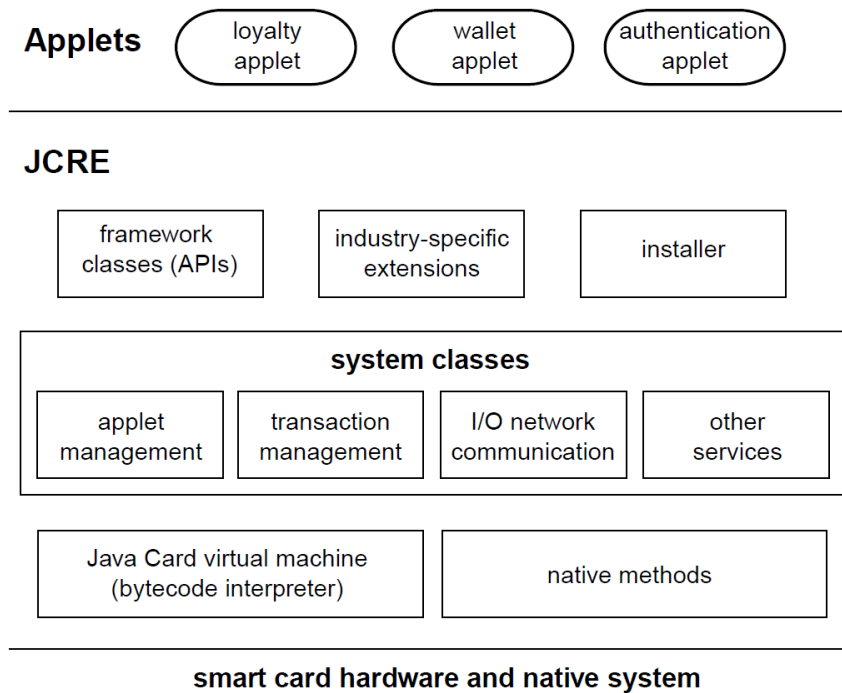 Applets
loyalty
applet
wallet
applet
authentication
applet
JCRE
framework
classes (APIs)
industry-specific
extensions
installer
system classes
applet
management
transaction
management
I/O network
communication
other
services
Java Card virtual machine
(bytecode interpreter)
native methods
smart card hardware and native system